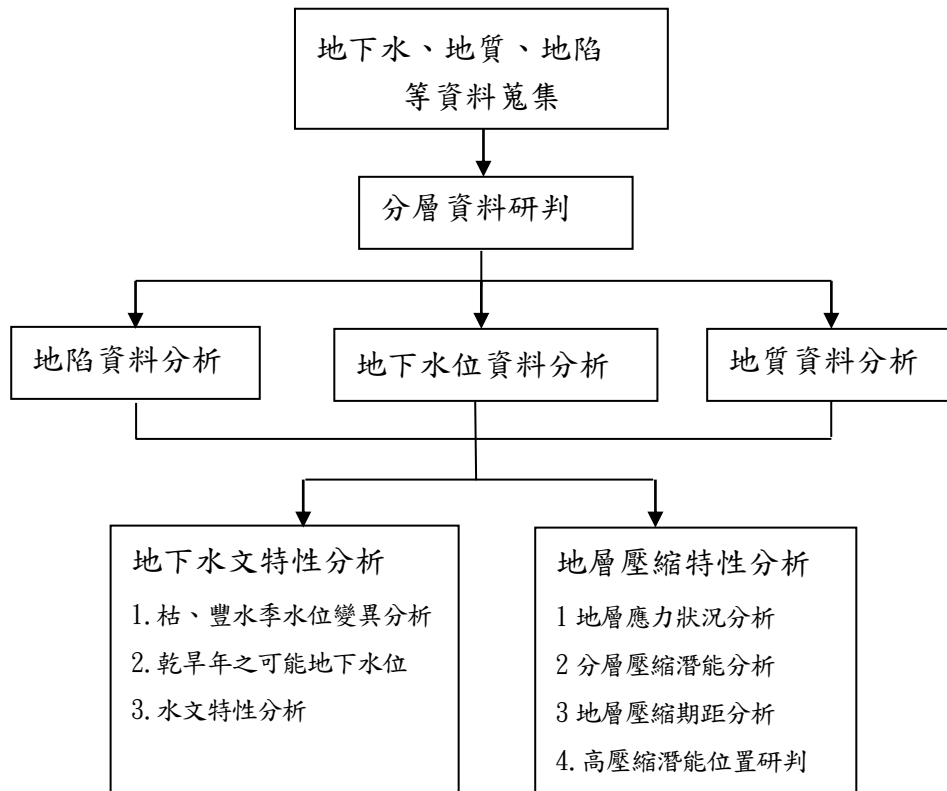 地下水、地質、地陷
等資料蒐集
分層資料研判
地陷資料分析
地下水位資料分析
地質資料分析
地下水文特性分析
1.枯、豐水季水位變異分析
2.乾旱年之可能地下水位
3.水文特性分析
地層壓縮特性分析
1 地層應力狀況分析
2 分層壓縮潛能分析
3 地層壓縮期距分析
4.高壓縮潛能位置研判